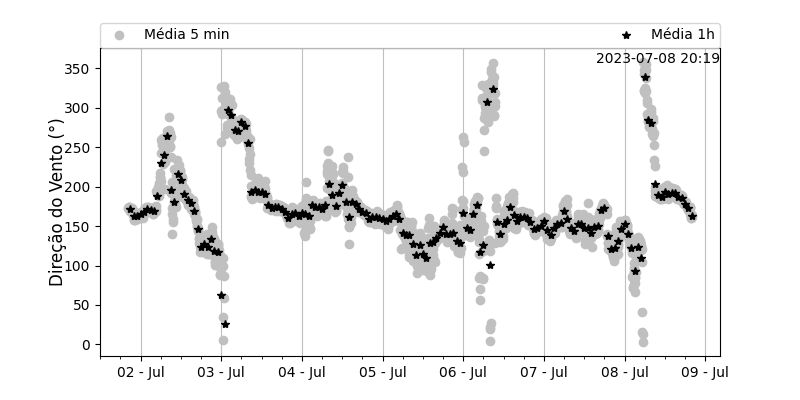 Média 5 min
Média 1h
2023-07-08 20:19
Direção do Vento (°)
350
300
250
200
150
100
50
0
02 - Jul
03 - Jul
04 - Jul
05 - Jul
06 - Jul
07 - Jul
08 - Jul
09 - Jul